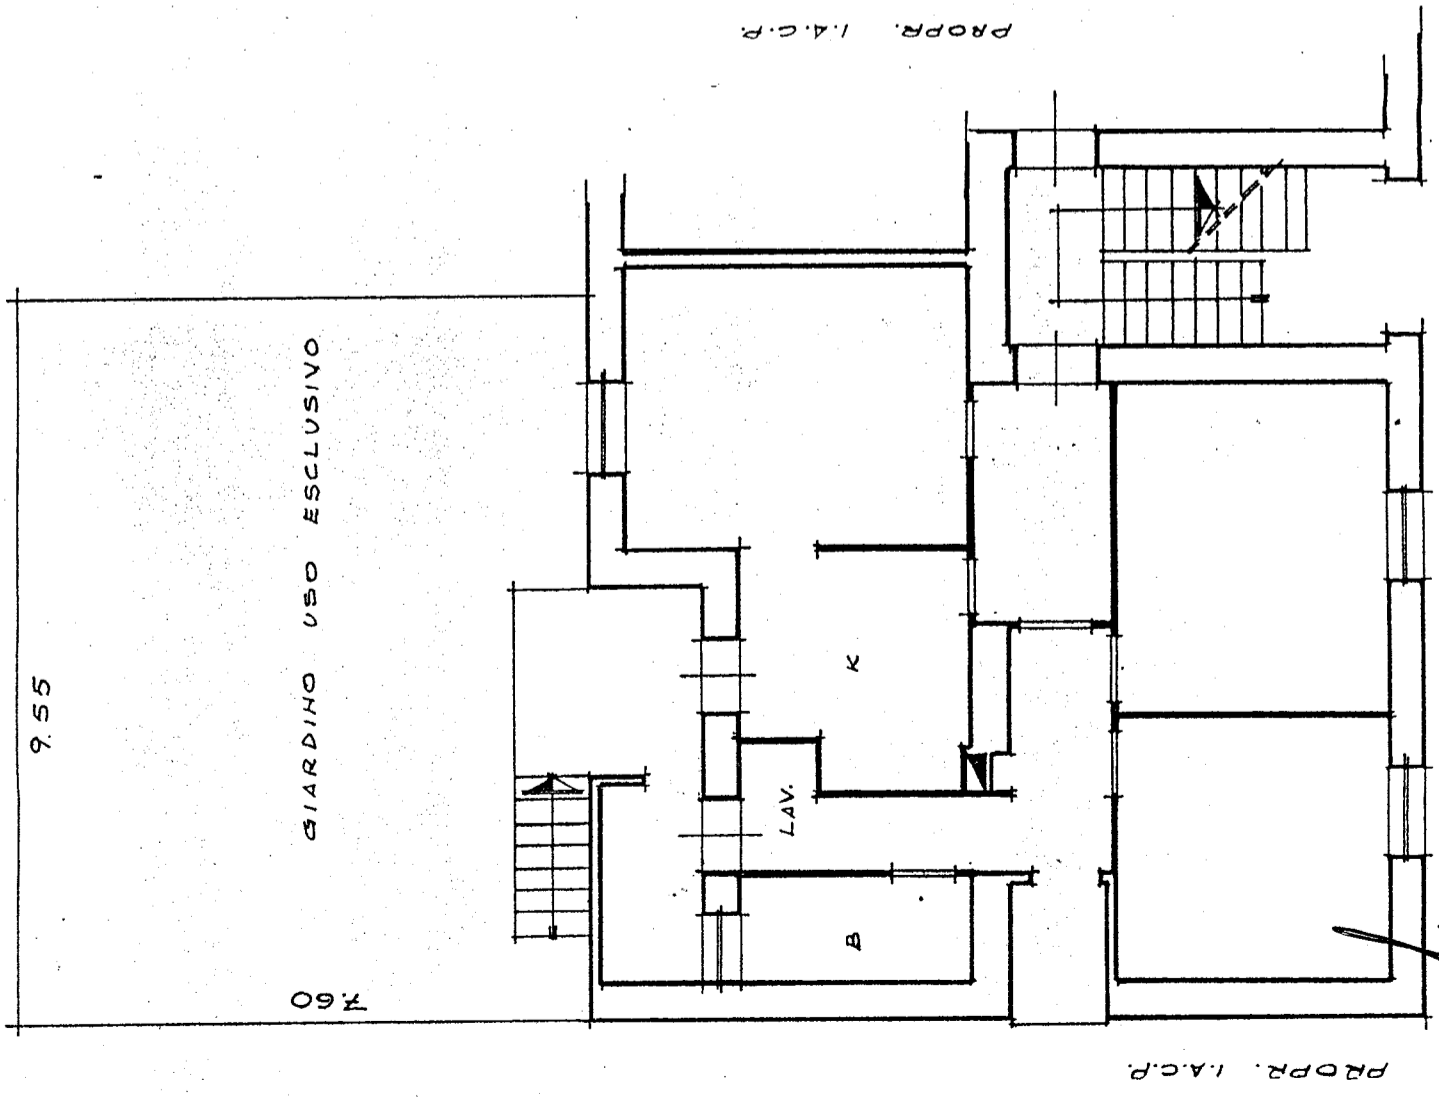 PROPR. I.A.C.P.
GIARDINO USO ESCLUSIVO
9.55
7.60
K
LAV.
B
PROPR. I.A.C.P.